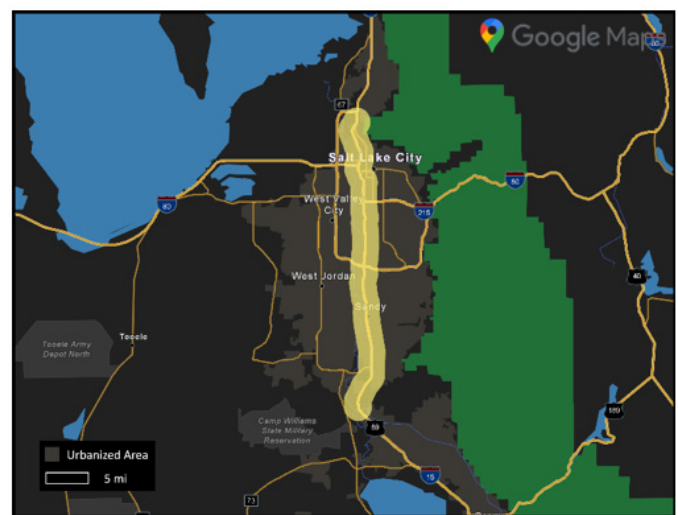 Google Maps
80
67
Salt Lake City
80
West Valley
City
215
40
West Jordan
Sandy
Tooele
Tooele Army
Depot North
Camp Williams
State Military
Reservation
89
189
15
73
Urbanized Area
5 mi